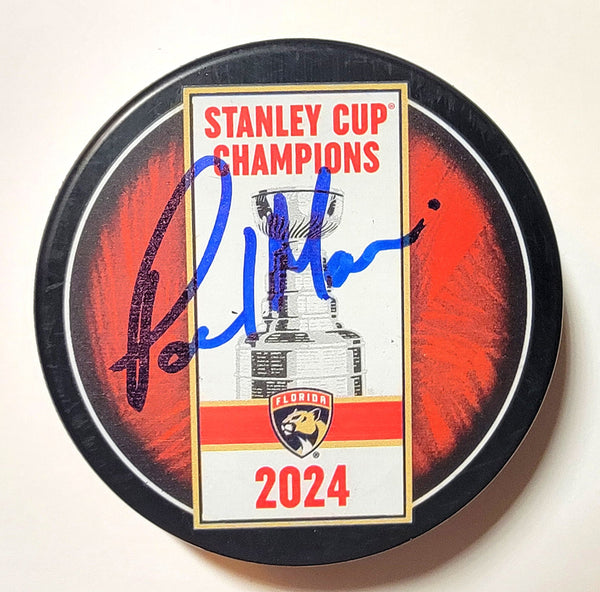 STANLEY CUP®
CHAMPIONS
FLORIDA
®
2024